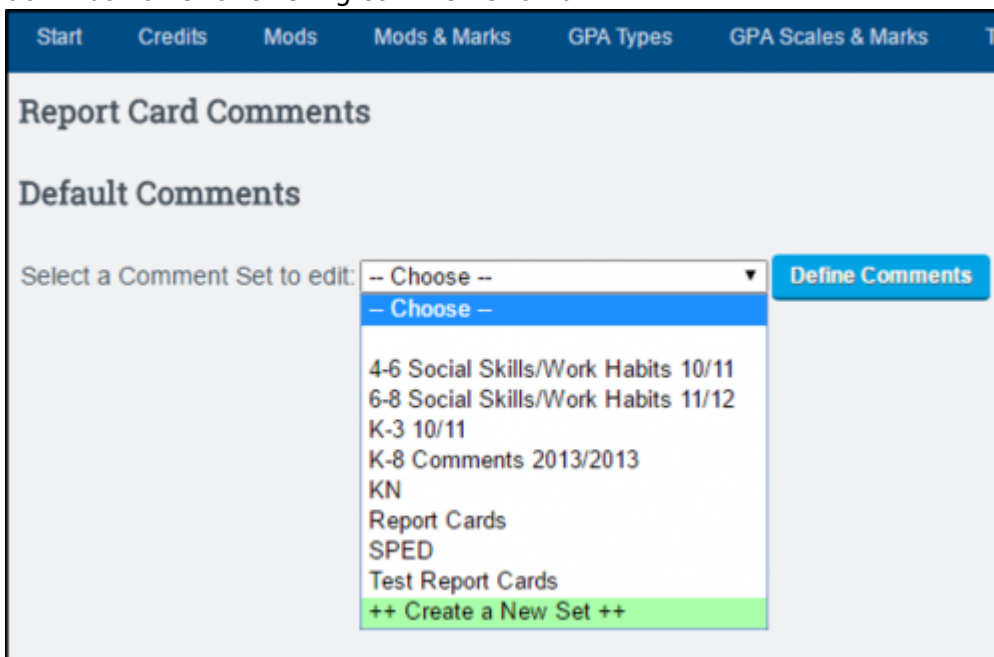 Start Credits Mods Mods & Marks GPA Types GPA Scales & Marks
Report Card Comments
Default Comments
Select a Comment Set to edit: -- Choose -- Define Comments
-- Choose --
4-6 Social Skills/Work Habits 10/11
6-8 Social Skills/Work Habits 11/12
K-3 10/11
K-8 Comments 2013/2013
KN
Report Cards
SPED
Test Report Cards
++ Create a New Set ++